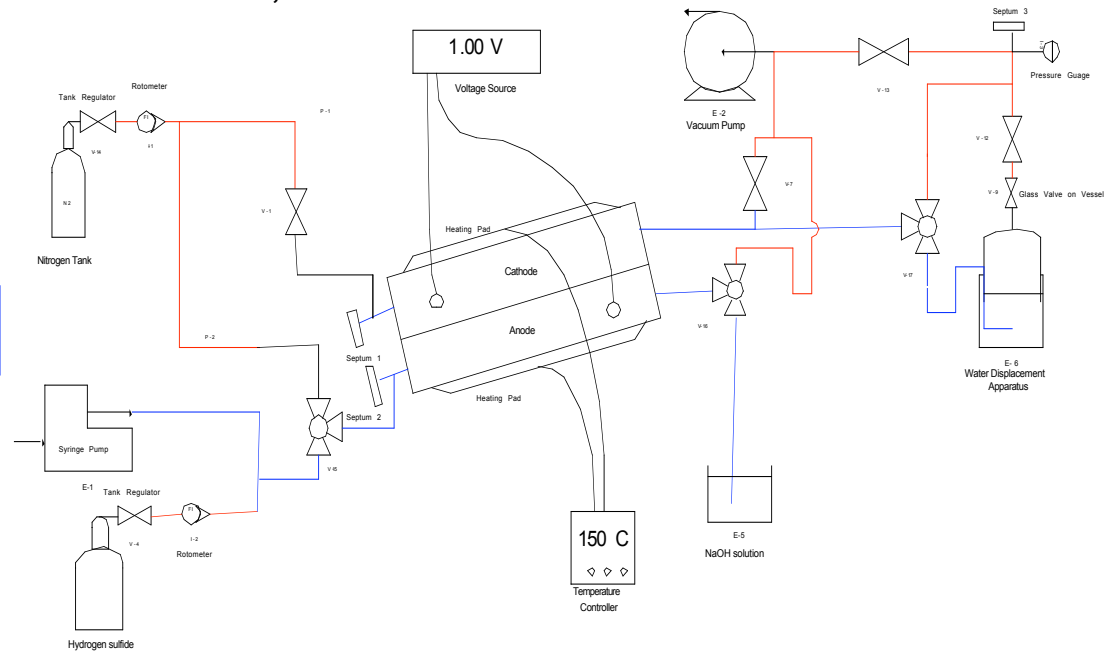 1.00 V
Voltage Source
Septum 3
Pressure Guage
V -13
E -2
Vacuum Pump
Rotometer
Tank Regulator
FI
V-14
I-1
P - 1
N 2
Nitrogen Tank
V - 1
V -12
V-7
V - 9
Glass Valve on Vessel
Heating Pad
Cathode
Anode
V-17
V-16
P - 2
Septum 1
Septum 2
Heating Pad
E- 6
Water Displacement
Apparatus
Syringe Pump
V-15
E-1
Tank Regulator
FI
V - 4
I - 2
Rotometer
150 C
E-5
NaOH solution
Temperature
Controller
Hydrogen sulfide